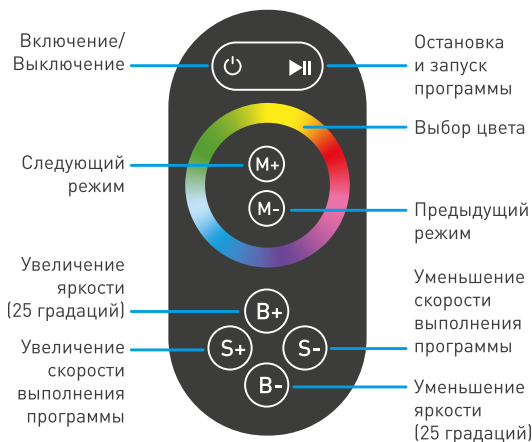 Включение/
Выключение
Остановка
и запуск
программы
Выбор цвета
Следующий
режим
M+
M-
Предыдущий
режим
Увеличение
яркости
(25 градаций)
B+
Уменьшение
скорости
выполнения
программы
Увеличение
скорости
выполнения
программы
S+
S-
B-
Уменьшение
яркости
(25 градаций)